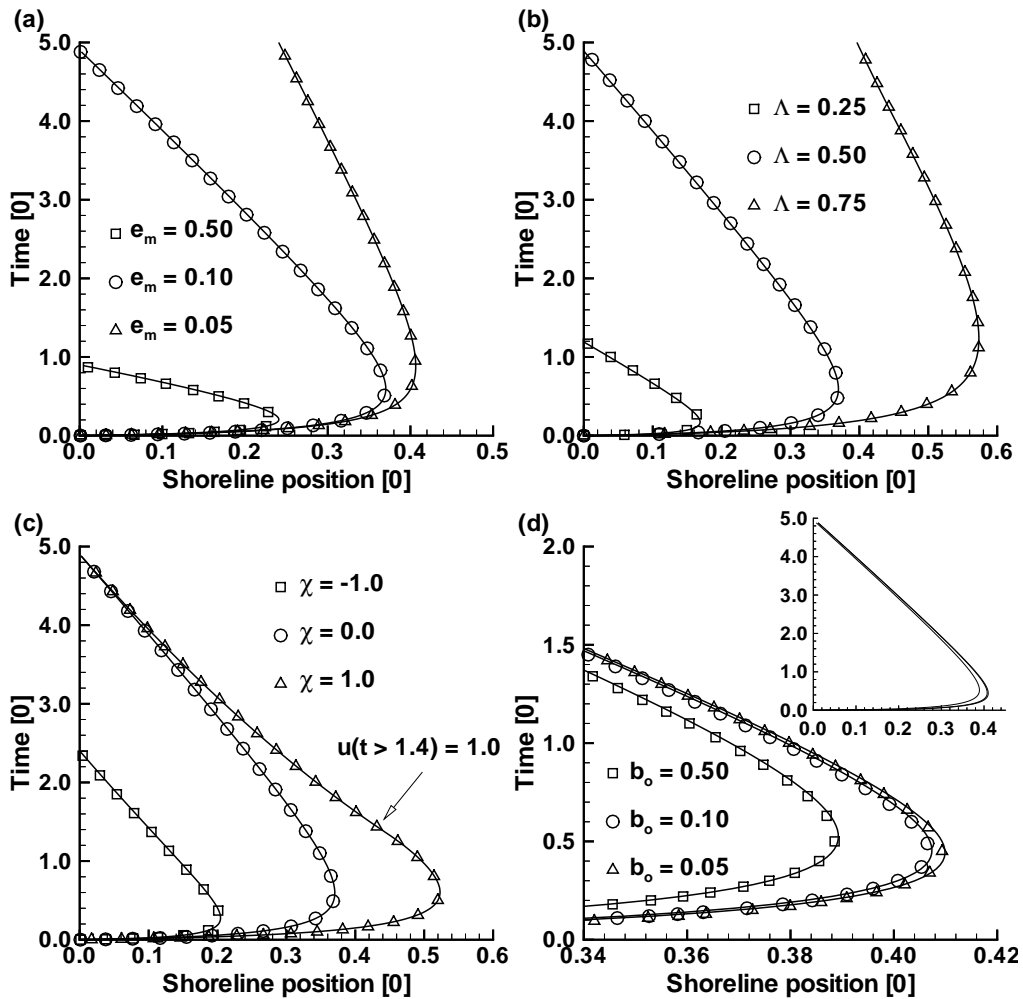 (a)
5.0
4.0
3.0
2.0
1.0
0.0
Time [0]
e_m = 0.50
e_m = 0.10
e_m = 0.05
0.0 0.1 0.2 0.3 0.4 0.5
Shoreline position [0]
(b)
5.0
4.0
3.0
2.0
1.0
0.0
Time [0]
Λ = 0.25
Λ = 0.50
Λ = 0.75
0.0 0.1 0.2 0.3 0.4 0.5 0.6
Shoreline position [0]
(c)
5.0
4.0
3.0
2.0
1.0
0.0
Time [0]
χ = -1.0
χ = 0.0
χ = 1.0
u(t > 1.4) = 1.0
0.0 0.1 0.2 0.3 0.4 0.5 0.6
Shoreline position [0]
(d)
2.0
1.5
1.0
0.5
0.0
Time [0]
5.0
4.0
3.0
2.0
1.0
0.0
0.0 0.1 0.2 0.3 0.4
b_o = 0.50
b_o = 0.10
b_o = 0.05
0.34 0.36 0.38 0.40 0.42
Shoreline position [0]